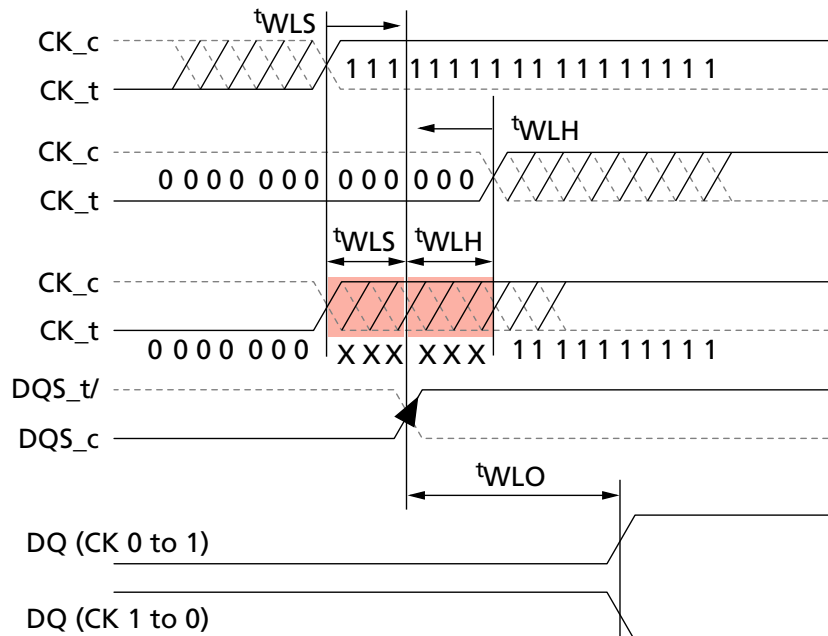 tWLS
CK_c
1 1 1 1 1 1 1 1 1 1 1 1 1 1 1 1 1
CK_t
tWLH
CK_c
0 0 0 0 0 0 0 0 0 0 0 0 0
CK_t
tWLS tWLH
CK_c
CK_t
0 0 0 0 0 0 0 X X X X X X 1 1 1 1 1 1 1 1 1 1
DQS_t/
DQS_c
tWLO
DQ (CK 0 to 1)
DQ (CK 1 to 0)